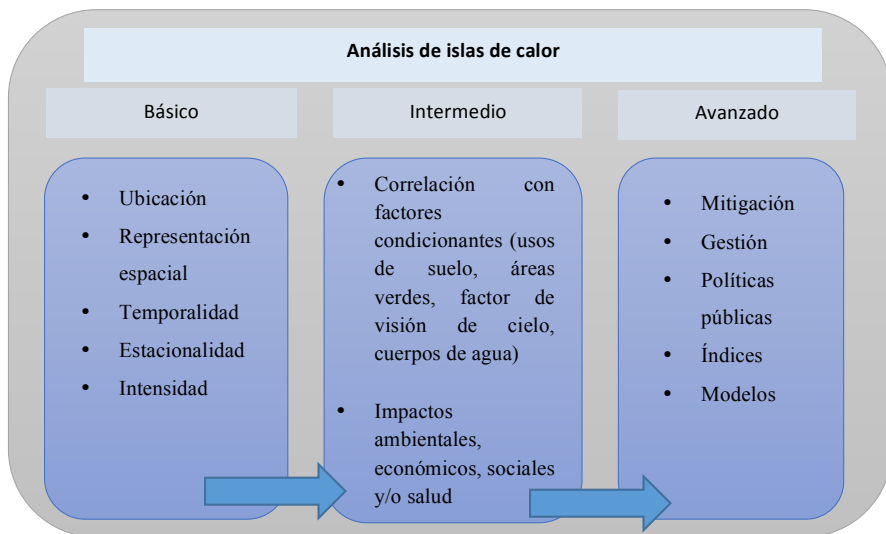 Análisis de islas de calor
Básico
Intermedio
Avanzado
• Ubicación
• Representación
espacial
• Temporalidad
• Estacionalidad
• Intensidad
• Correlación con
factores
condicionantes (usos
de suelo, áreas
verdes, factor de
visión de cielo,
cuerpos de agua)
• Impactos
ambientales,
económicos, sociales
y/o salud
• Mitigación
• Gestión
• Políticas
públicas
• Índices
• Modelos